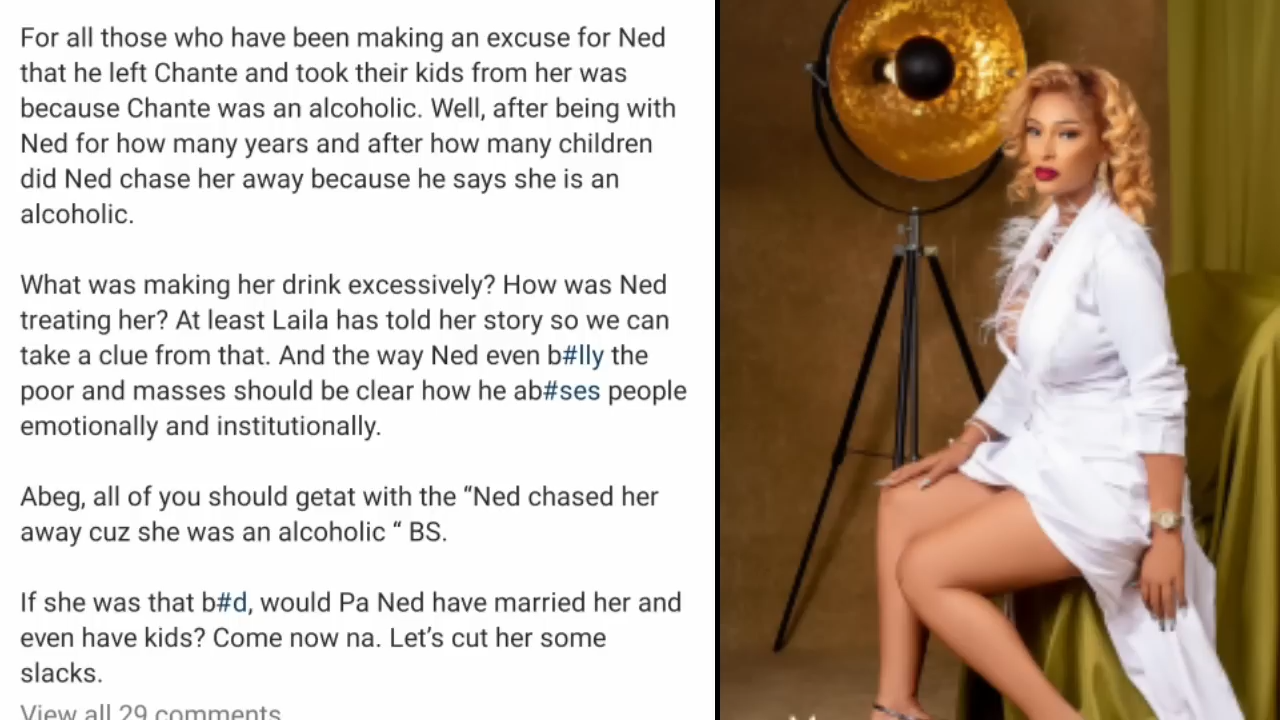 For all those who have been making an excuse for Ned
that he left Chante and took their kids from her was
because Chante was an alcoholic. Well, after being with
Ned for how many years and after how many children
did Ned chase her away because he says she is an
alcoholic.
What was making her drink excessively? How was Ned
treating her? At least Laila has told her story so we can
take a clue from that. And the way Ned even b#lly the
poor and masses should be clear how he ab#ses people
emotionally and institutionally.
Abeg, all of you should getat with the “Ned chased her
away cuz she was an alcoholic “ BS.
If she was that b#d, would Pa Ned have married her and
even have kids? Come now na. Let’s cut her some
slacks.
View all 29 comments